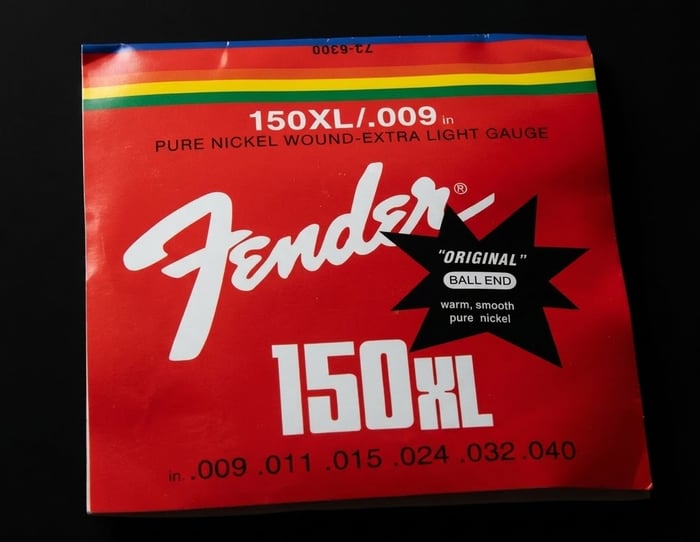 73-6300
150XL/.009 in
PURE NICKEL WOUND-EXTRA LIGHT GAUGE
Fender®
"ORIGINAL"
BALL END
warm, smooth
pure nickel
150XL
in. .009 .011 .015 .024 .032 .040